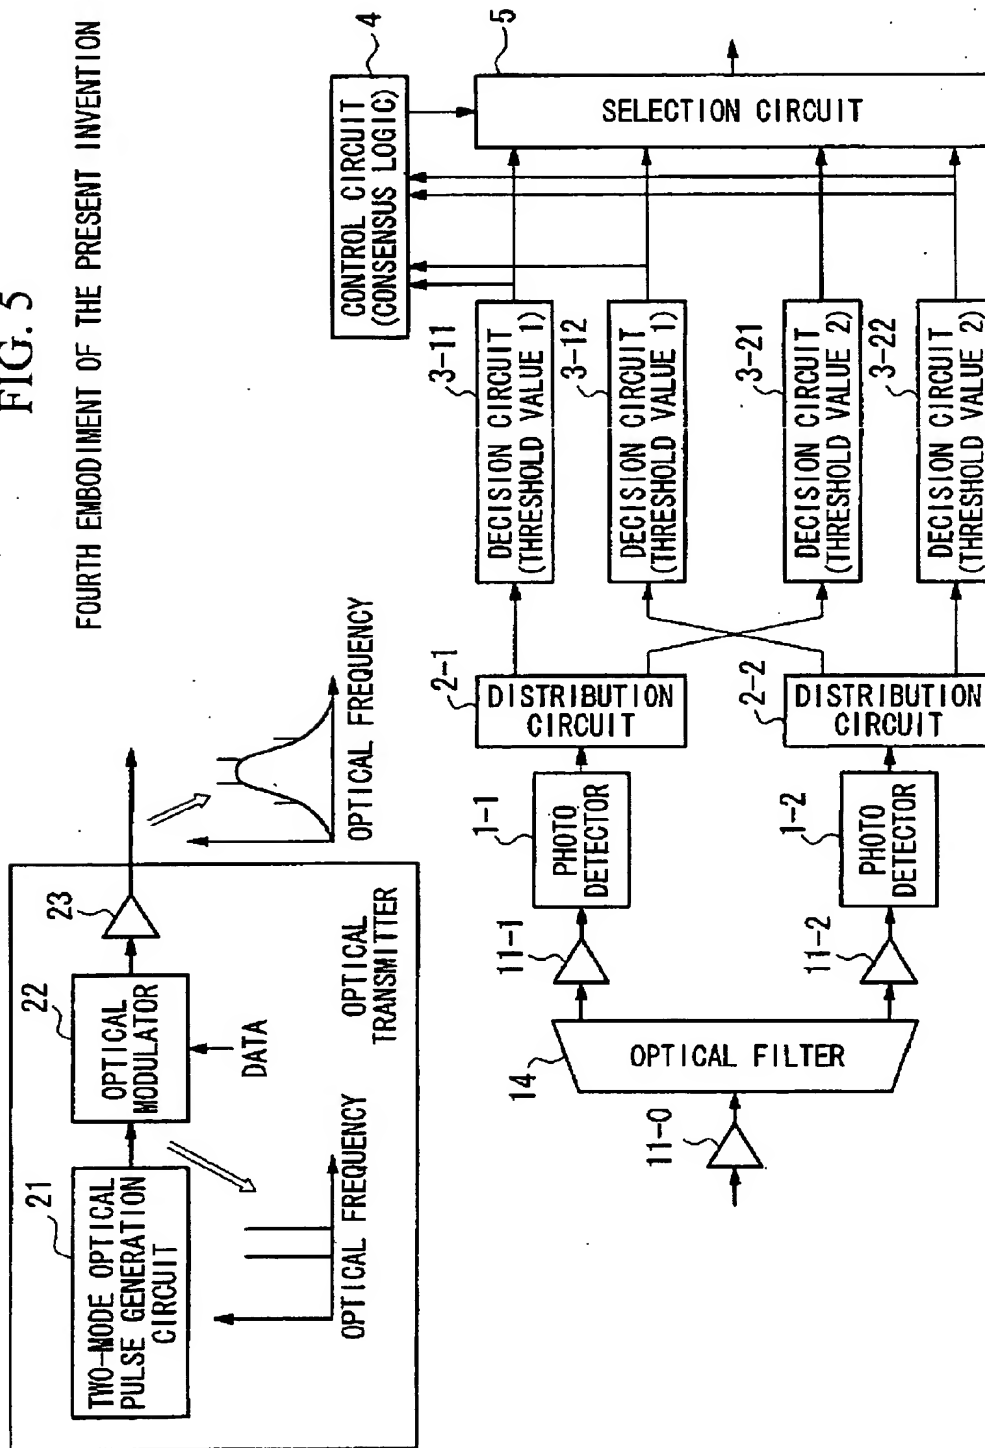 FIG. 5
FOURTH EMBODIMENT OF THE PRESENT INVENTION
21
TWO-MODE OPTICAL
PULSE GENERATION
CIRCUIT
22
OPTICAL
MODULATOR
23
DATA
OPTICAL
TRANSMITTER
OPTICAL FREQUENCY
OPTICAL FREQUENCY
11-0
14
OPTICAL FILTER
11-1
11-2
1-1
PHOTO
DETECTOR
1-2
PHOTO
DETECTOR
2-1
DISTRIBUTION
CIRCUIT
2-2
DISTRIBUTION
CIRCUIT
3-11
DECISION CIRCUIT
(THRESHOLD VALUE 1)
3-12
DECISION CIRCUIT
(THRESHOLD VALUE 1)
3-21
DECISION CIRCUIT
(THRESHOLD VALUE 2)
3-22
DECISION CIRCUIT
(THRESHOLD VALUE 2)
4
CONTROL CIRCUIT
(CONSENSUS LOGIC)
5
SELECTION CIRCUIT